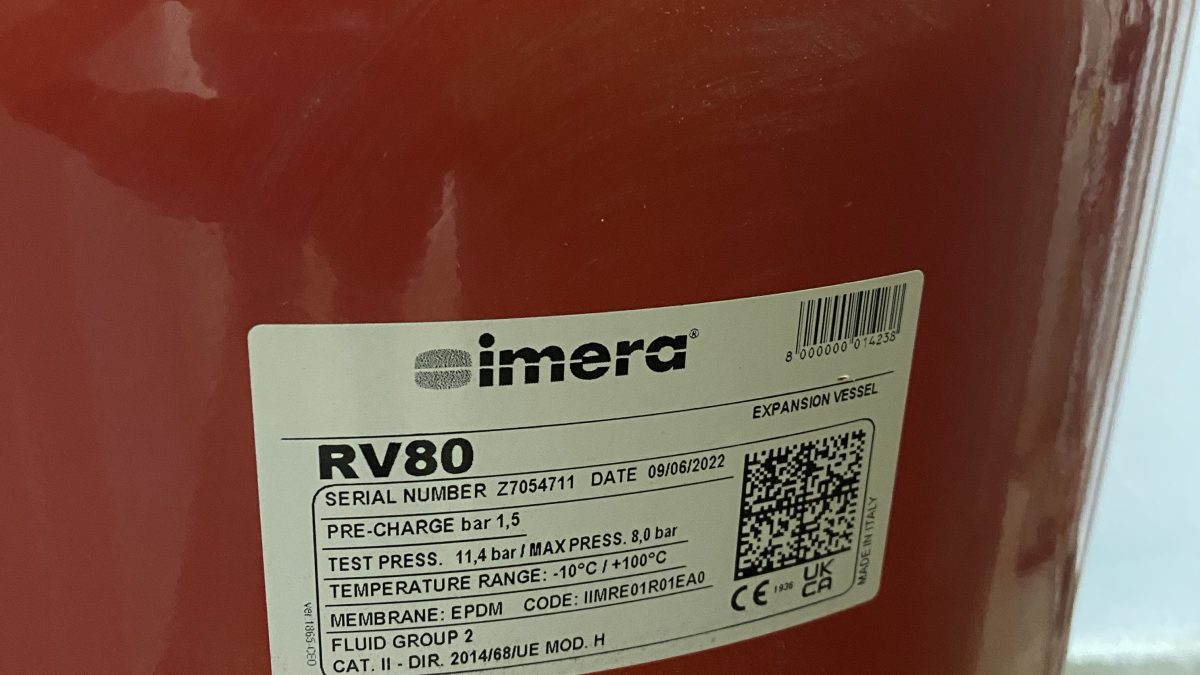 imera®
8 000000 014238
EXPANSION VESSEL
RV80
SERIAL NUMBER Z7054711 DATE 09/06/2022
PRE-CHARGE bar 1,5
TEST PRESS. 11,4 bar / MAX PRESS. 8,0 bar
TEMPERATURE RANGE: -10°C / +100°C
MEMBRANE: EPDM CODE: IIMRE01R01EA0
FLUID GROUP 2
CAT. II - DIR. 2014/68/UE MOD. H
CE 1936 UK CA
MADE IN ITALY